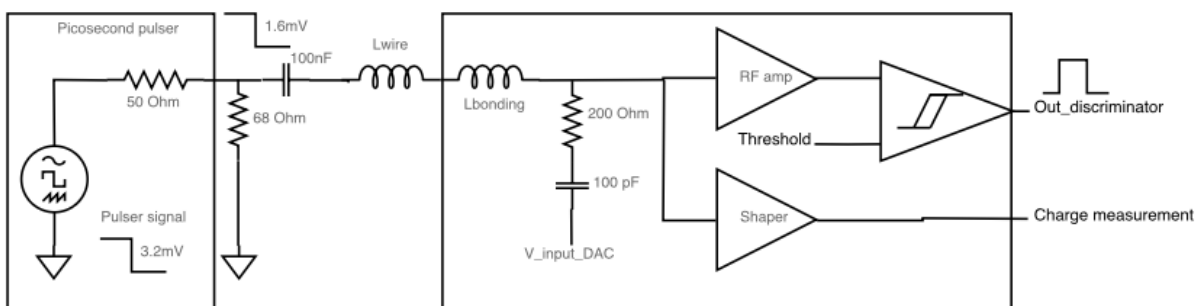 Picosecond pulser
1.6mV
100nF
Lwire
50 Ohm
68 Ohm
Pulser signal
3.2mV
Lbonding
200 Ohm
100 pF
V_input_DAC
RF amp
Threshold
Shaper
Out_discriminator
Charge measurement